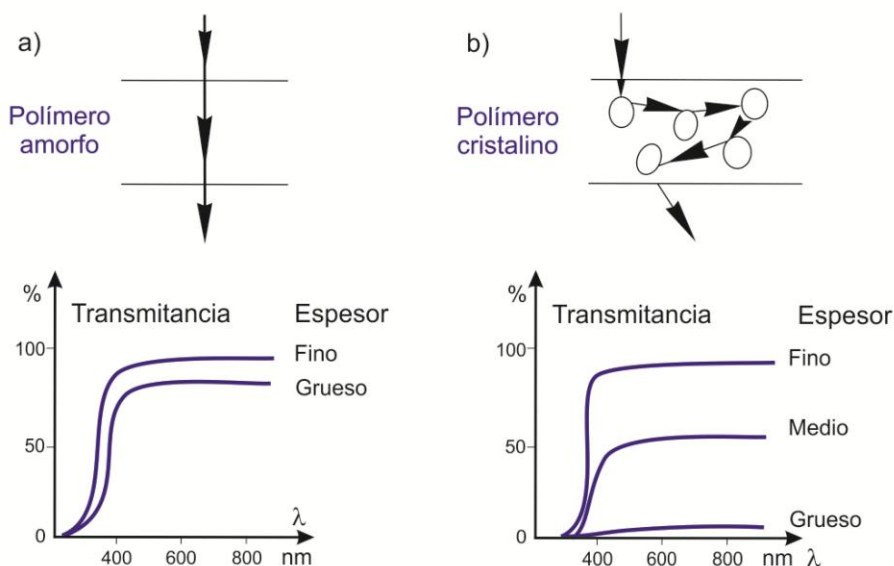 a)
Polímero
amorfo
b)
Polímero
cristalino
%
Transmitancia
Espesor
100
Fino
Grueso
50
0
λ
400
600
800
nm
%
Transmitancia
Espesor
100
Fino
Medio
50
Grueso
0
400
600
800
nm
λ